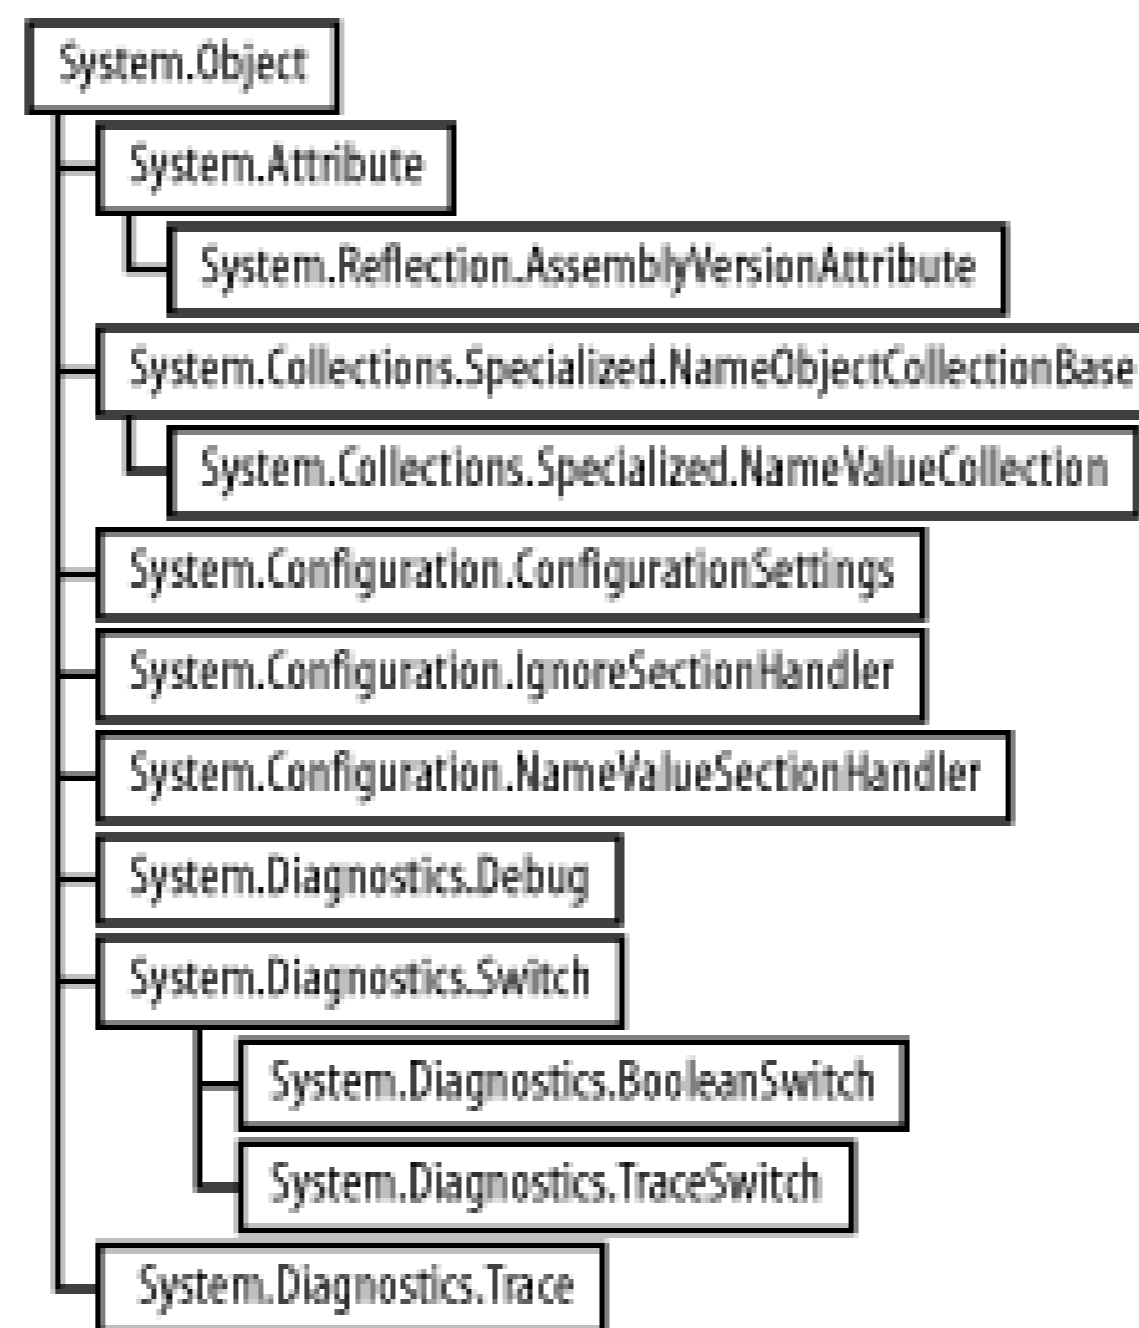 System.Object
System.Attribute
System.Reflection.AssemblyVersionAttribute
System.Collections.Specialized.NameObjectCollectionBase
System.Collections.Specialized.NameValueCollection
System.Configuration.ConfigurationSettings
System.Configuration.IgnoreSectionHandler
System.Configuration.NameValueSectionHandler
System.Diagnostics.Debug
System.Diagnostics.Switch
System.Diagnostics.BooleanSwitch
System.Diagnostics.TraceSwitch
System.Diagnostics.Trace